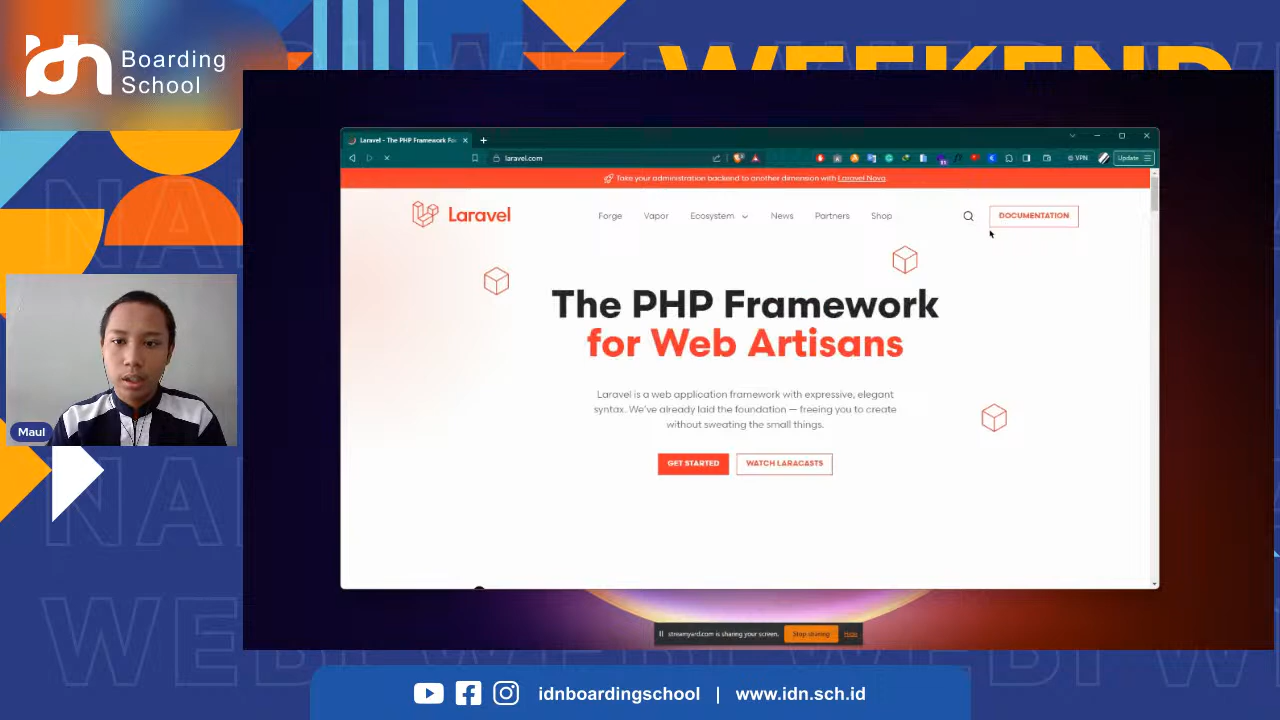 idn Boarding School
WEEKEND
Laravel - The PHP Framework For
laravel.com
VPN
Update
Take your administration backend to another dimension with Laravel Nova.
Laravel
Forge
Vapor
Ecosystem
News
Partners
Shop
DOCUMENTATION
The PHP Framework
for Web Artisans
Laravel is a web application framework with expressive, elegant
syntax. We've already laid the foundation — freeing you to create
without sweating the small things.
GET STARTED
WATCH LARACASTS
Maul
streamyard.com is sharing your screen.
Stop sharing
Hide
idnboardingschool | www.idn.sch.id